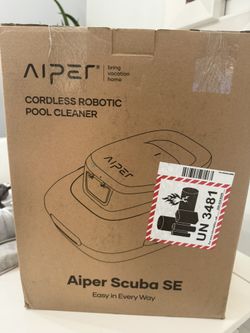 AIPER®
bring
vacation
home
CORDLESS ROBOTIC
POOL CLEANER
AIPER
UN 3481
Aiper Scuba SE
Easy in Every Way